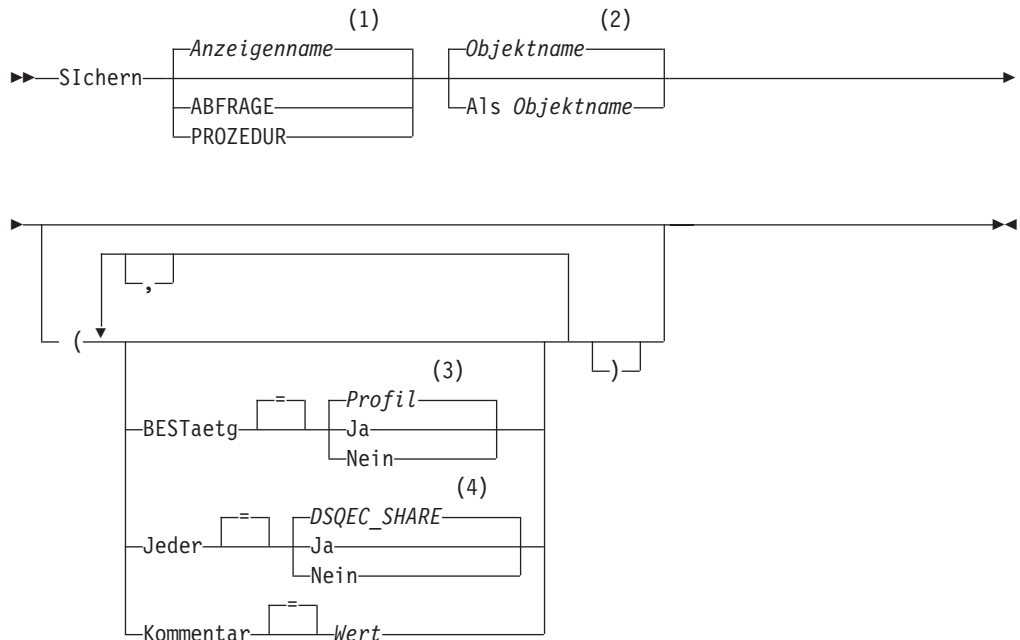 (1) (2)
Anzeigenname Objektname
SIchern
ABFRAGE Als Objektname
PROZEDUR
,
(
)
(3)
= Profil
BESTaetg Ja
Nein
(4)
= DSQEC_SHARE
Jeder Ja
Nein
=
Kommentar Wert